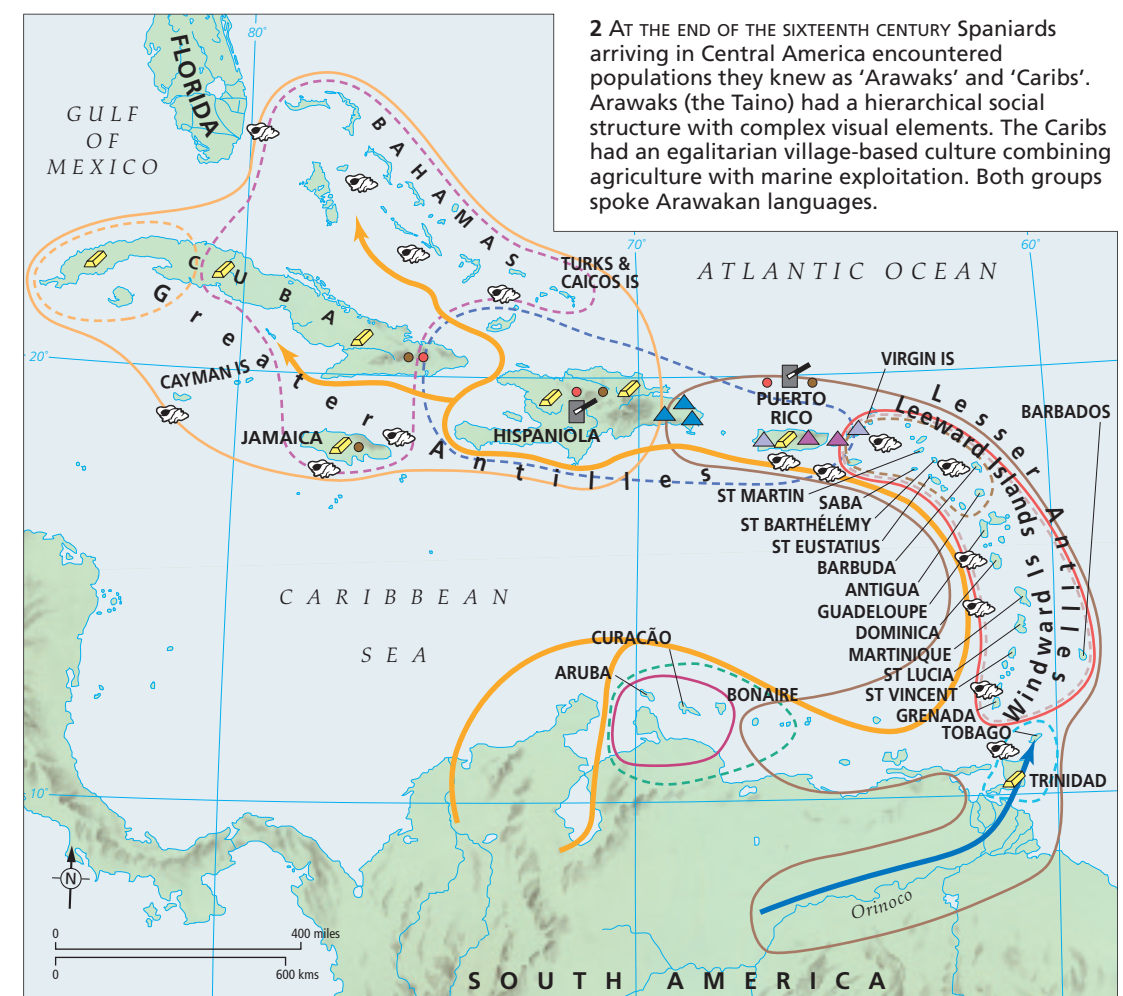 2 AT THE END OF THE SIXTEENTH CENTURY Spaniards
arriving in Central America encountered
populations they knew as 'Arawaks' and 'Caribs'.
Arawaks (the Taino) had a hierarchical social
structure with complex visual elements. The Caribs
had an egalitarian village-based culture combining
agriculture with marine exploitation. Both groups
spoke Arawakan languages.
80°
FLORIDA
GULF
OF
MEXICO
BAHAMAS
70°
60°
TURKS &
CAICOS IS
ATLANTIC OCEAN
CUBA
Greater Antilles
20°
CAYMAN IS
VIRGIN IS
Lesser Antilles
Leeward Islands
BARBADOS
PUERTO
RICO
JAMAICA
HISPANIOLA
ST MARTIN
SABA
ST BARTHÉLÉMY
ST EUSTATIUS
BARBUDA
ANTIGUA
GUADELOUPE
DOMINICA
MARTINIQUE
ST LUCIA
ST VINCENT
GRENADA
TOBAGO
Windward Is
CARIBBEAN
SEA
CURACÃO
ARUBA
BONAIRE
10°
TRINIDAD
N
Orinoco
0 400 miles
0 600 kms
SOUTH AMERICA